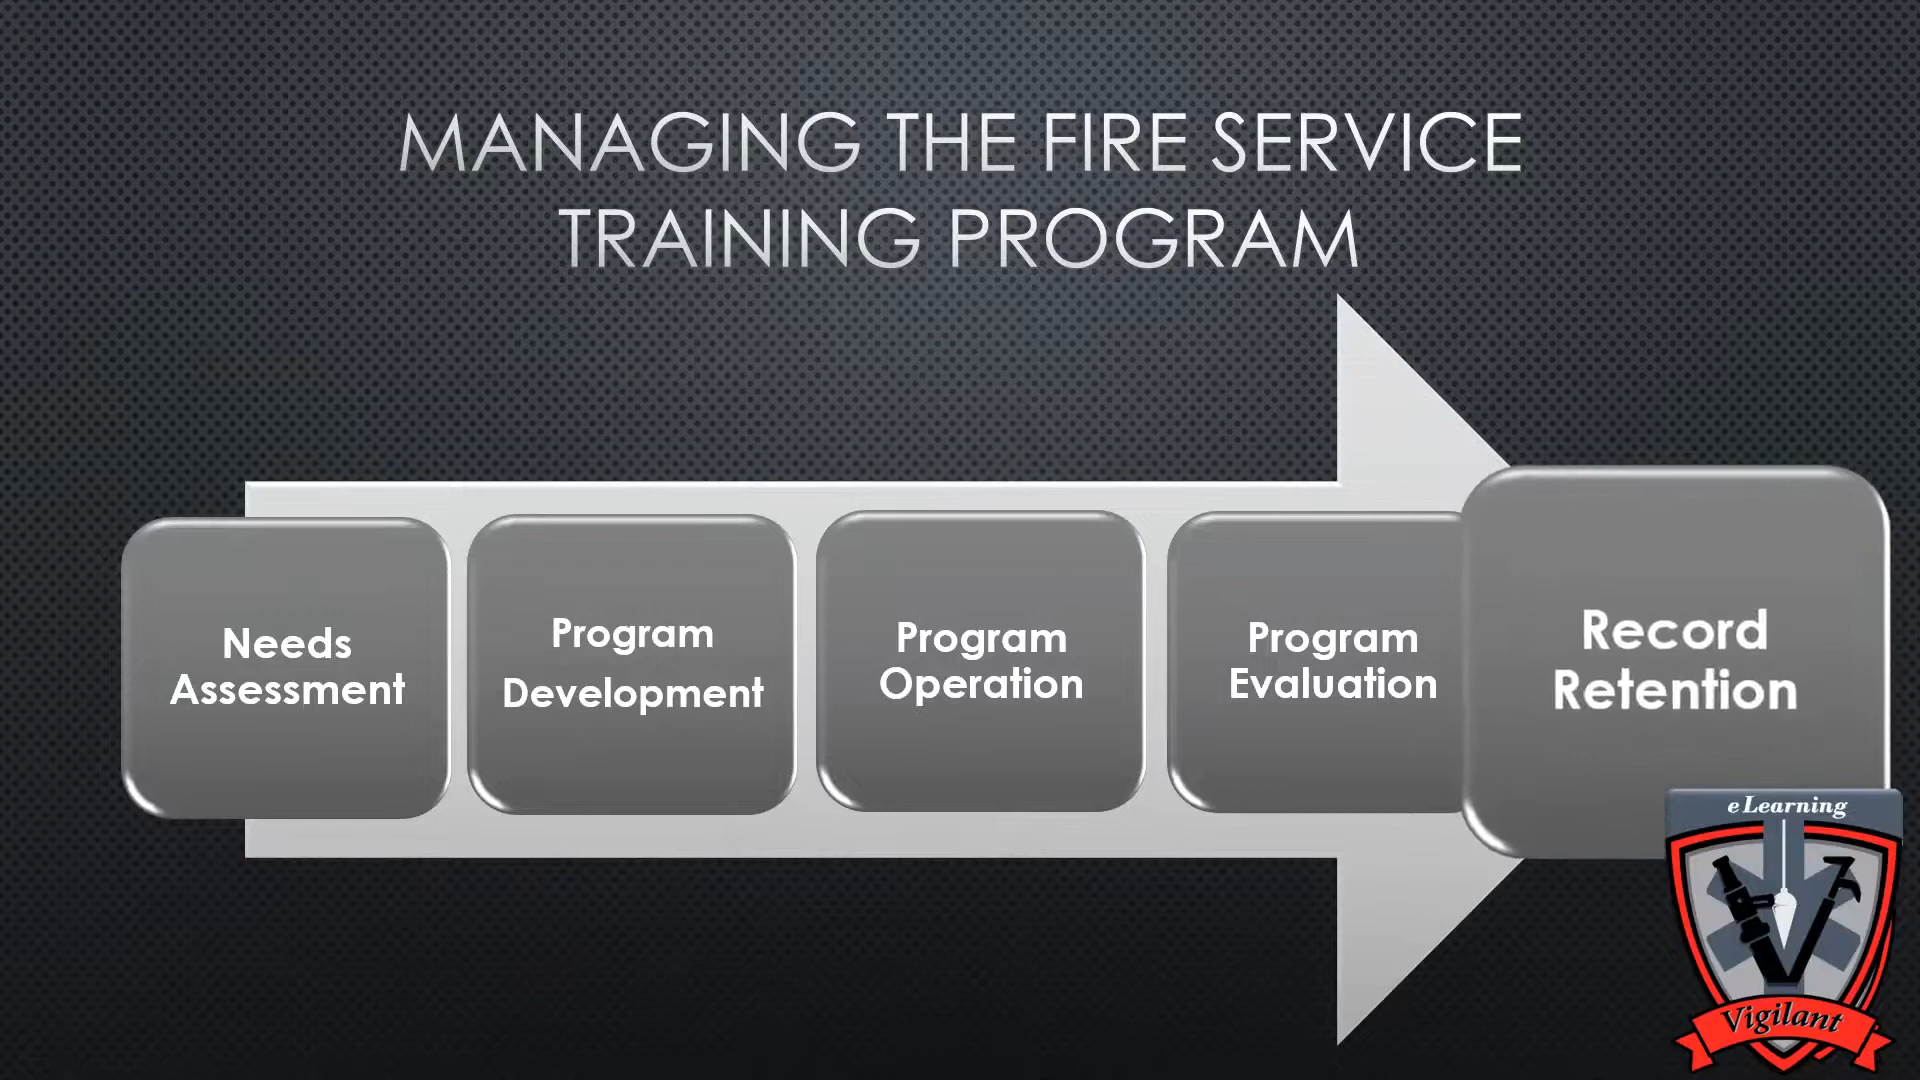 MANAGING THE FIRE SERVICE
TRAINING PROGRAM
Needs
Assessment
Program
Development
Program
Operation
Program
Evaluation
Record
Retention
eLearning
Vigilant